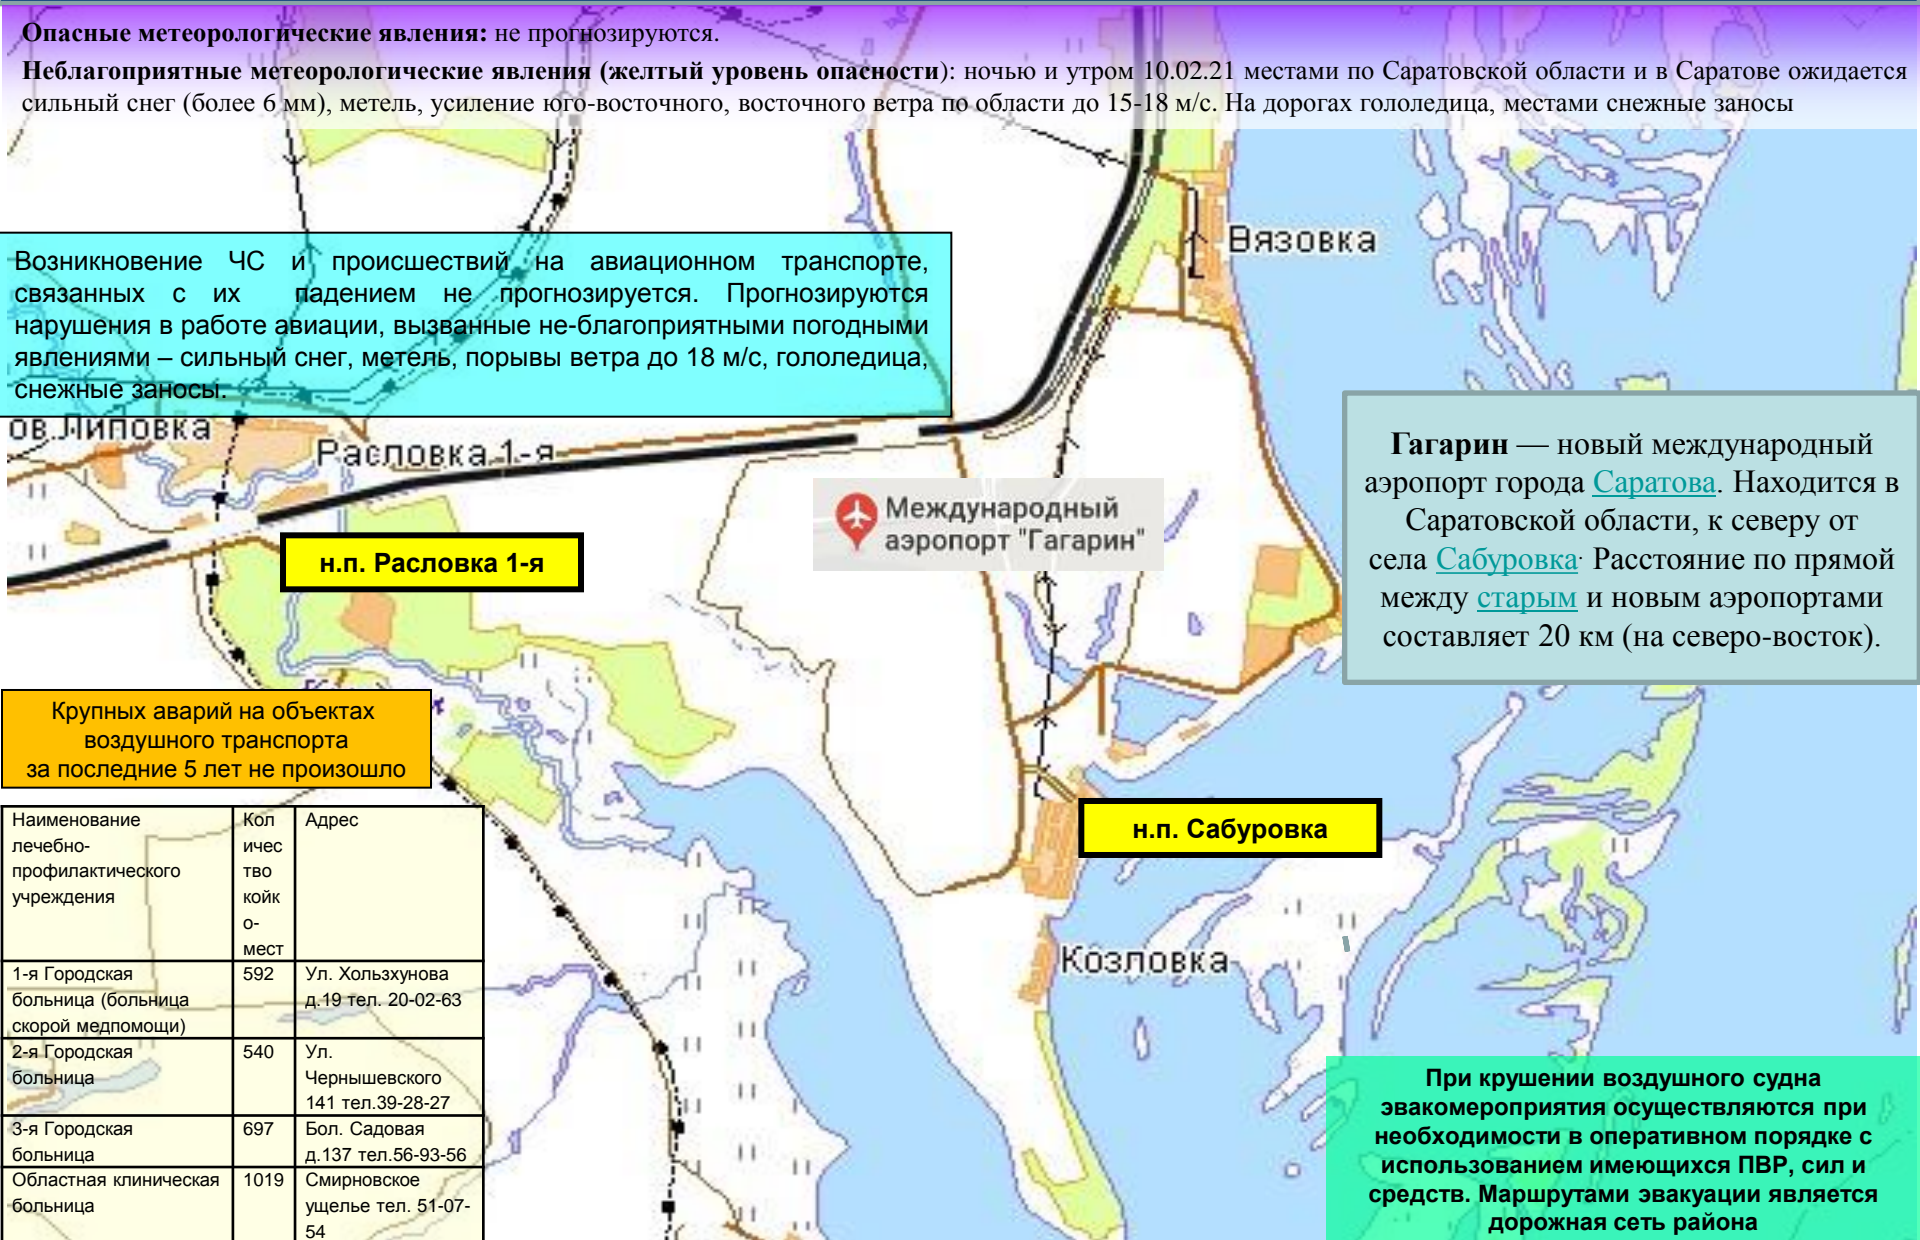 Опасные метеорологические явления: не прогнозируются.
Неблагоприятные метеорологические явления (желтый уровень опасности): ночью и утром 10.02.21 местами по Саратовской области и в Саратове ожидается
сильный снег (более 6 мм), метель, усиление юго-восточного, восточного ветра по области до 15-18 м/с. На дорогах гололедица, местами снежные заносы
Вязовка
Возникновение ЧС и происшествий на авиационном транспорте,
связанных с их падением не прогнозируется. Прогнозируются
нарушения в работе авиации, вызванные не-благоприятными погодными
явлениями – сильный снег, метель, порывы ветра до 18 м/с, гололедица,
снежные заносы.
ов.Липовка
Расловка 1-я
Гагарин — новый международный
аэропорт города Саратова. Находится в
Саратовской области, к северу от
села Сабуровка. Расстояние по прямой
между старым и новым аэропортами
составляет 20 км (на северо-восток).
Международный
аэропорт "Гагарин"
н.п. Расловка 1-я
Крупных аварий на объектах
воздушного транспорта
за последние 5 лет не произошло
н.п. Сабуровка
Козловка
Наименование
лечебно-
профилактического
учреждения
Кол
ичес
тво
койк
о-
мест
Адрес
1-я Городская
больница (больница
скорой медпомощи)
592
Ул. Хользхунова
д.19 тел. 20-02-63
2-я Городская
больница
540
Ул.
Чернышевского
141 тел.39-28-27
3-я Городская
больница
697
Бол. Садовая
д.137 тел.56-93-56
Областная клиническая
больница
1019
Смирновское
ущелье тел. 51-07-
54
При крушении воздушного судна
эвакомероприятия осуществляются при
необходимости в оперативном порядке с
использованием имеющихся ПВР, сил и
средств. Маршрутами эвакуации является
дорожная сеть района